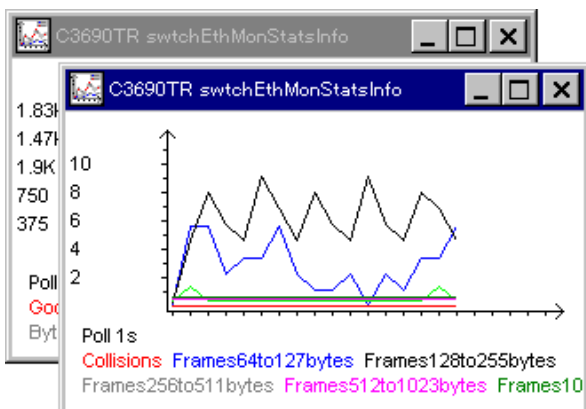 C3690TR swtchEthMonStatsInfo
1.83K
1.47K
1.9K
750
375
Poll
C3690TR swtchEthMonStatsInfo
10
8
6
4
2
Poll 1s
Collisions Frames64to127bytes Frames128to255bytes
Frames256to511bytes Frames512to1023bytes Frames10